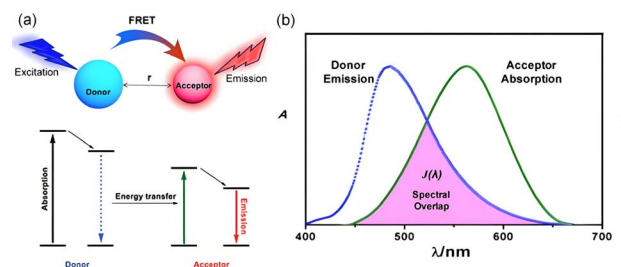 (a)
FRET
Excitation
Donor
r
Acceptor
Emission
Absorption
Energy transfer
Emission
Donor
Acceptor
(b)
Donor
Emission
Acceptor
Absorption
A
J(λ)
Spectral
Overlap
400
500
600
700
λ/nm